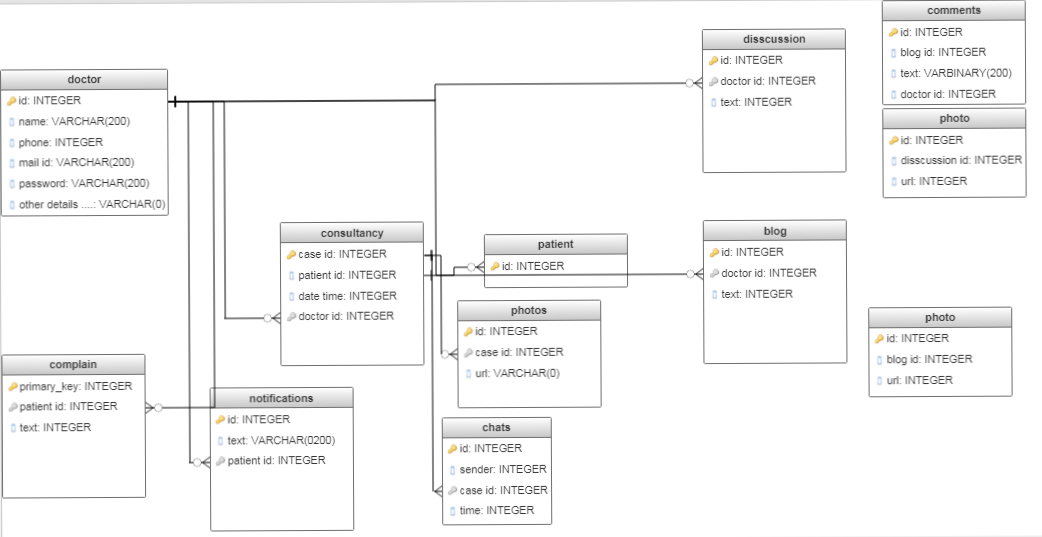 doctor
id: INTEGER
name: VARCHAR(200)
phone: INTEGER
mail id: VARCHAR(200)
password: VARCHAR(200)
other details ....: VARCHAR(0)
complain
primary_key: INTEGER
patient id: INTEGER
text: INTEGER
notifications
id: INTEGER
text: VARCHAR(0200)
patient id: INTEGER
consultancy
case id: INTEGER
patient id: INTEGER
date time: INTEGER
doctor id: INTEGER
patient
id: INTEGER
photos
id: INTEGER
case id: INTEGER
url: VARCHAR(0)
chats
id: INTEGER
sender: INTEGER
case id: INTEGER
time: INTEGER
disscussion
id: INTEGER
doctor id: INTEGER
text: INTEGER
blog
id: INTEGER
doctor id: INTEGER
text: INTEGER
comments
id: INTEGER
blog id: INTEGER
text: VARBINARY(200)
doctor id: INTEGER
photo
id: INTEGER
disscussion id: INTEGER
url: INTEGER
photo
id: INTEGER
blog id: INTEGER
url: INTEGER